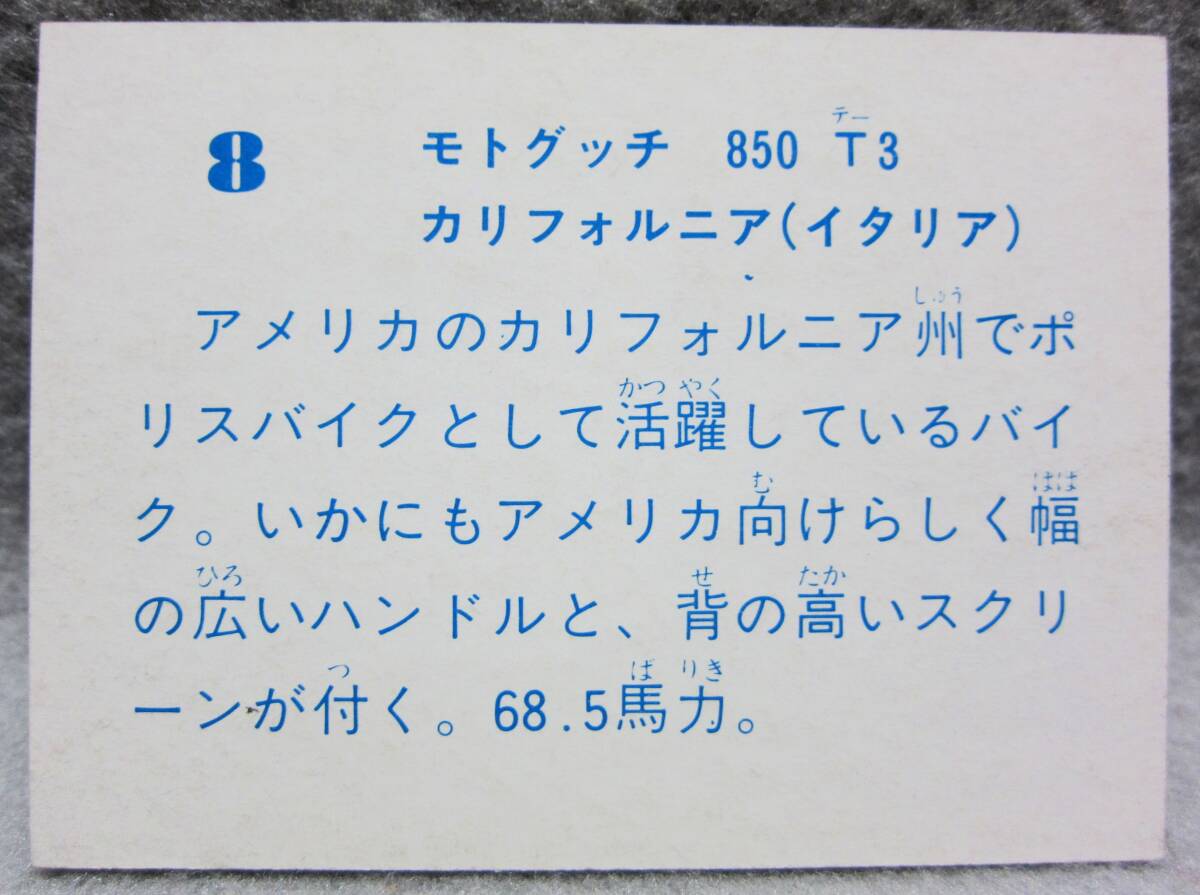 8
モトグッチ 850 T3
カリフォルニア(イタリア)
アメリカのカリフォルニア州でポ
リスバイクとして活躍しているバイ
ク。いかにもアメリカ向けらしく幅
の広いハンドルと、背の高いスクリ
ーンが付く。68.5馬力。